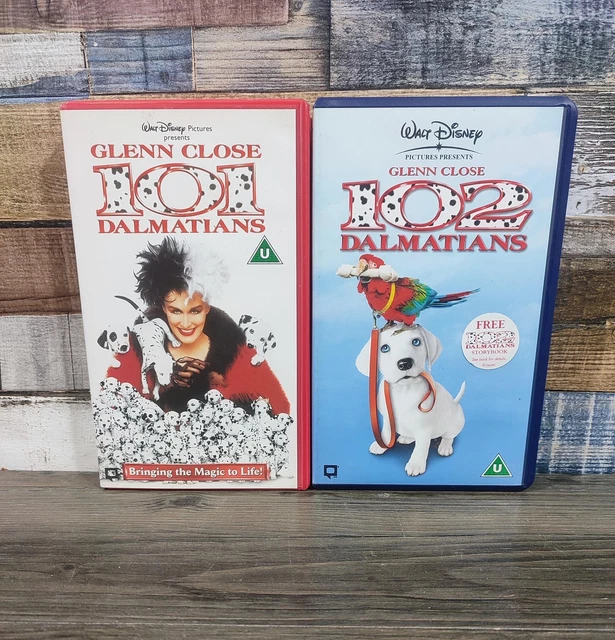 WALT DISNEY Pictures
presents
GLENN CLOSE
101
DALMATIANS
U
Bringing the Magic to Life!
WALT DISNEY
PICTURES PRESENTS
GLENN CLOSE
102
DALMATIANS
FREE
102
DALMATIANS
STORYBOOK
U